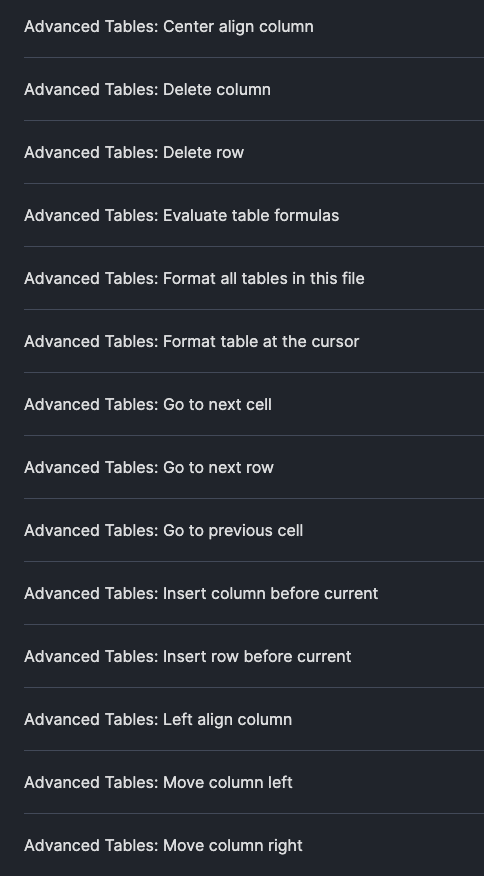 Advanced Tables: Center align column
Advanced Tables: Delete column
Advanced Tables: Delete row
Advanced Tables: Evaluate table formulas
Advanced Tables: Format all tables in this file
Advanced Tables: Format table at the cursor
Advanced Tables: Go to next cell
Advanced Tables: Go to next row
Advanced Tables: Go to previous cell
Advanced Tables: Insert column before current
Advanced Tables: Insert row before current
Advanced Tables: Left align column
Advanced Tables: Move column left
Advanced Tables: Move column right